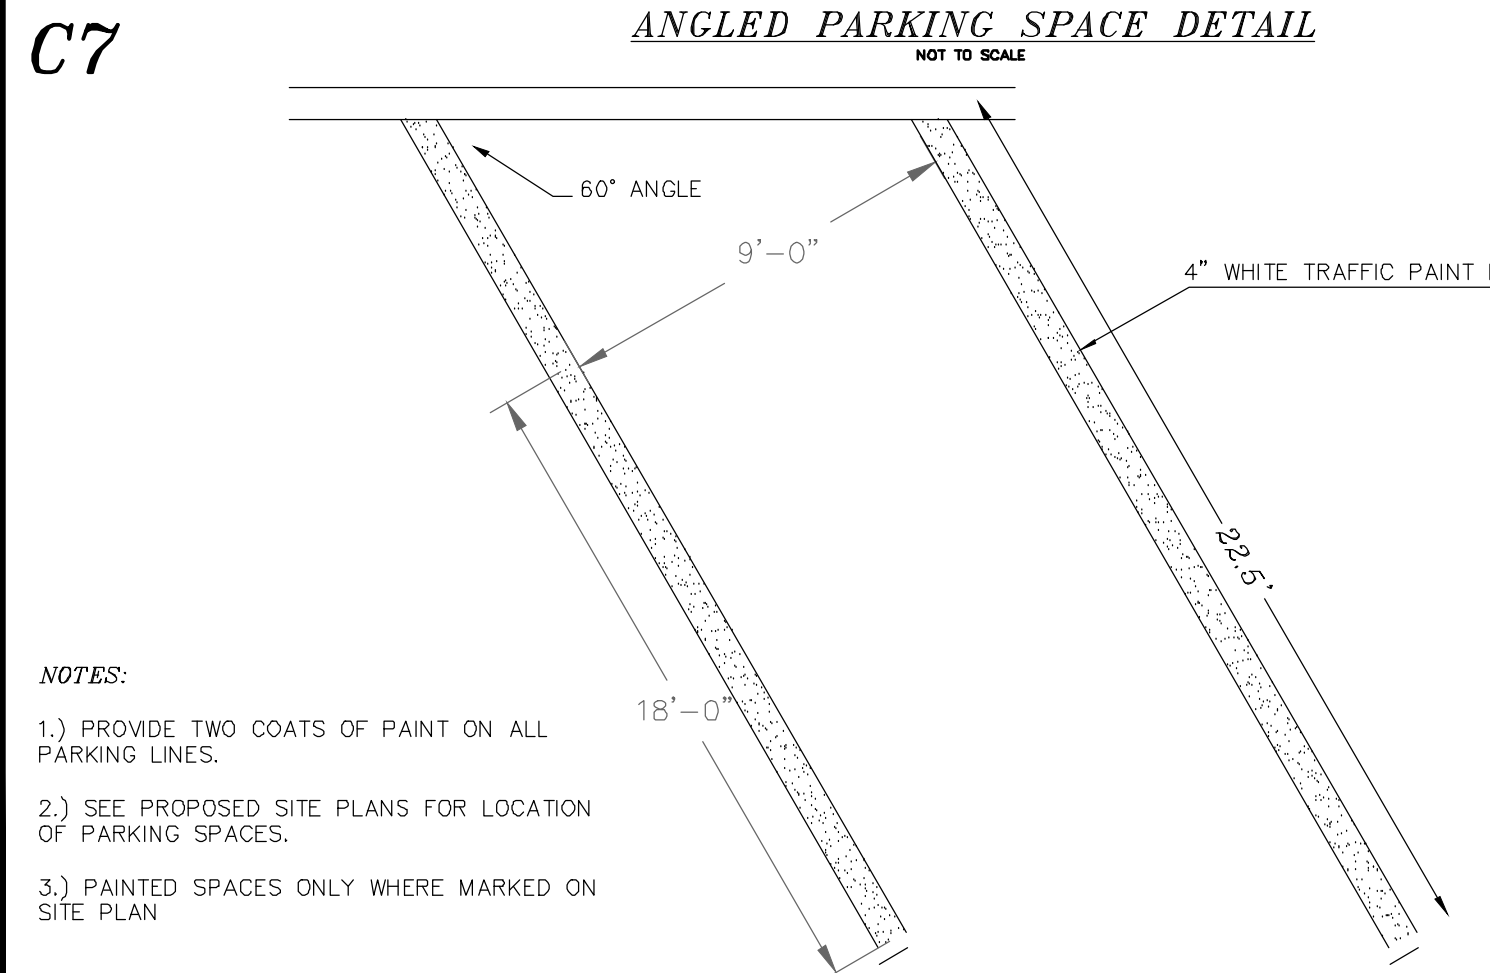 C7
ANGLED PARKING SPACE DETAIL
NOT TO SCALE
60° ANGLE
9'-0"
4" WHITE TRAFFIC PAINT
22.5'
18'-0"
NOTES:
1.) PROVIDE TWO COATS OF PAINT ON ALL
PARKING LINES.
2.) SEE PROPOSED SITE PLANS FOR LOCATION
OF PARKING SPACES.
3.) PAINTED SPACES ONLY WHERE MARKED ON
SITE PLAN